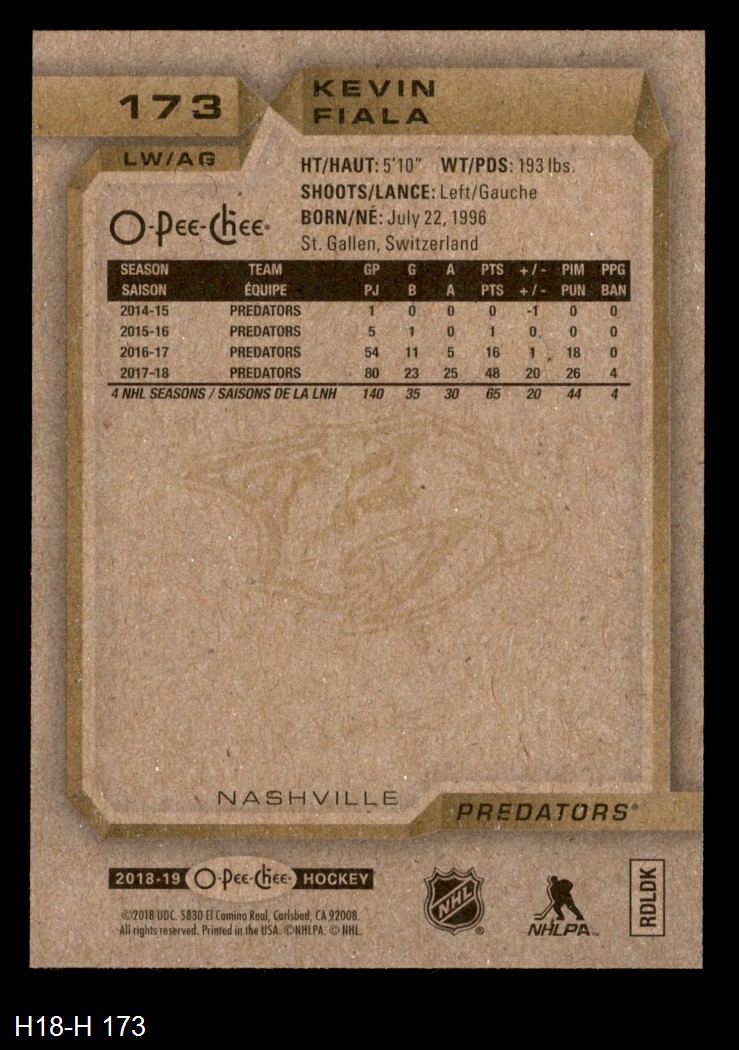 173
KEVIN
FIALA
LW/AG
HT/HAUT: 5'10" WT/PDS: 193 lbs.
SHOOTS/LANCE: Left/Gauche
BORN/NÉ: July 22, 1996
St. Gallen, Switzerland
O-Pee-Chee®
SEASON TEAM GP G A PTS +/- PIM PPG
SAISON ÉQUIPE PJ B A PTS +/- PUN BAN
2014-15 PREDATORS 1 0 0 0 -1 0 0
2015-16 PREDATORS 5 1 0 1 0 0 0
2016-17 PREDATORS 54 11 5 16 1 18 0
2017-18 PREDATORS 80 23 25 48 20 26 4
4 NHL SEASONS / SAISONS DE LA LNH 140 35 30 65 20 44 4
NASHVILLE
PREDATORS®
2018-19 O-Pee-Chee® HOCKEY
©2018 UDC. 5830 El Camino Real, Carlsbad, CA 92008.
All rights reserved. Printed in the USA. ©NHLPA. © NHL.
NHL®
NHLPA™
RDLDK
H18-H 173